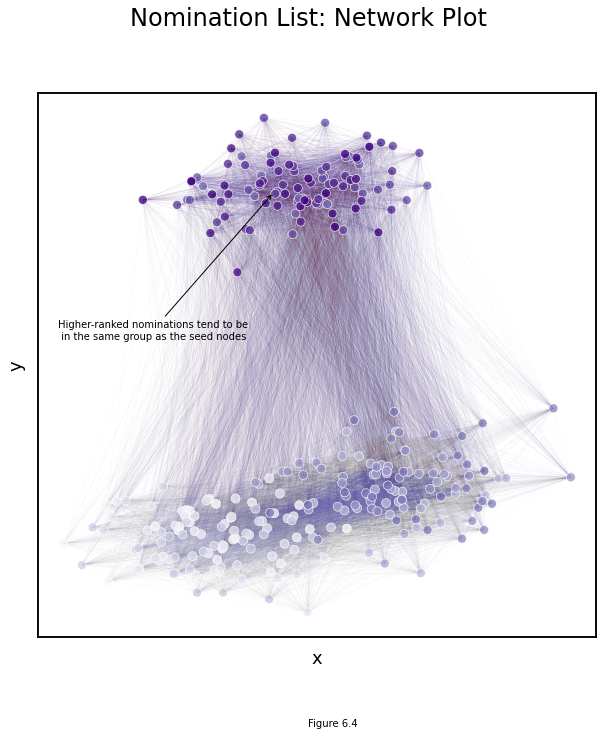 Nomination List: Network Plot
Higher-ranked nominations tend to be
in the same group as the seed nodes
y
x
Figure 6.4